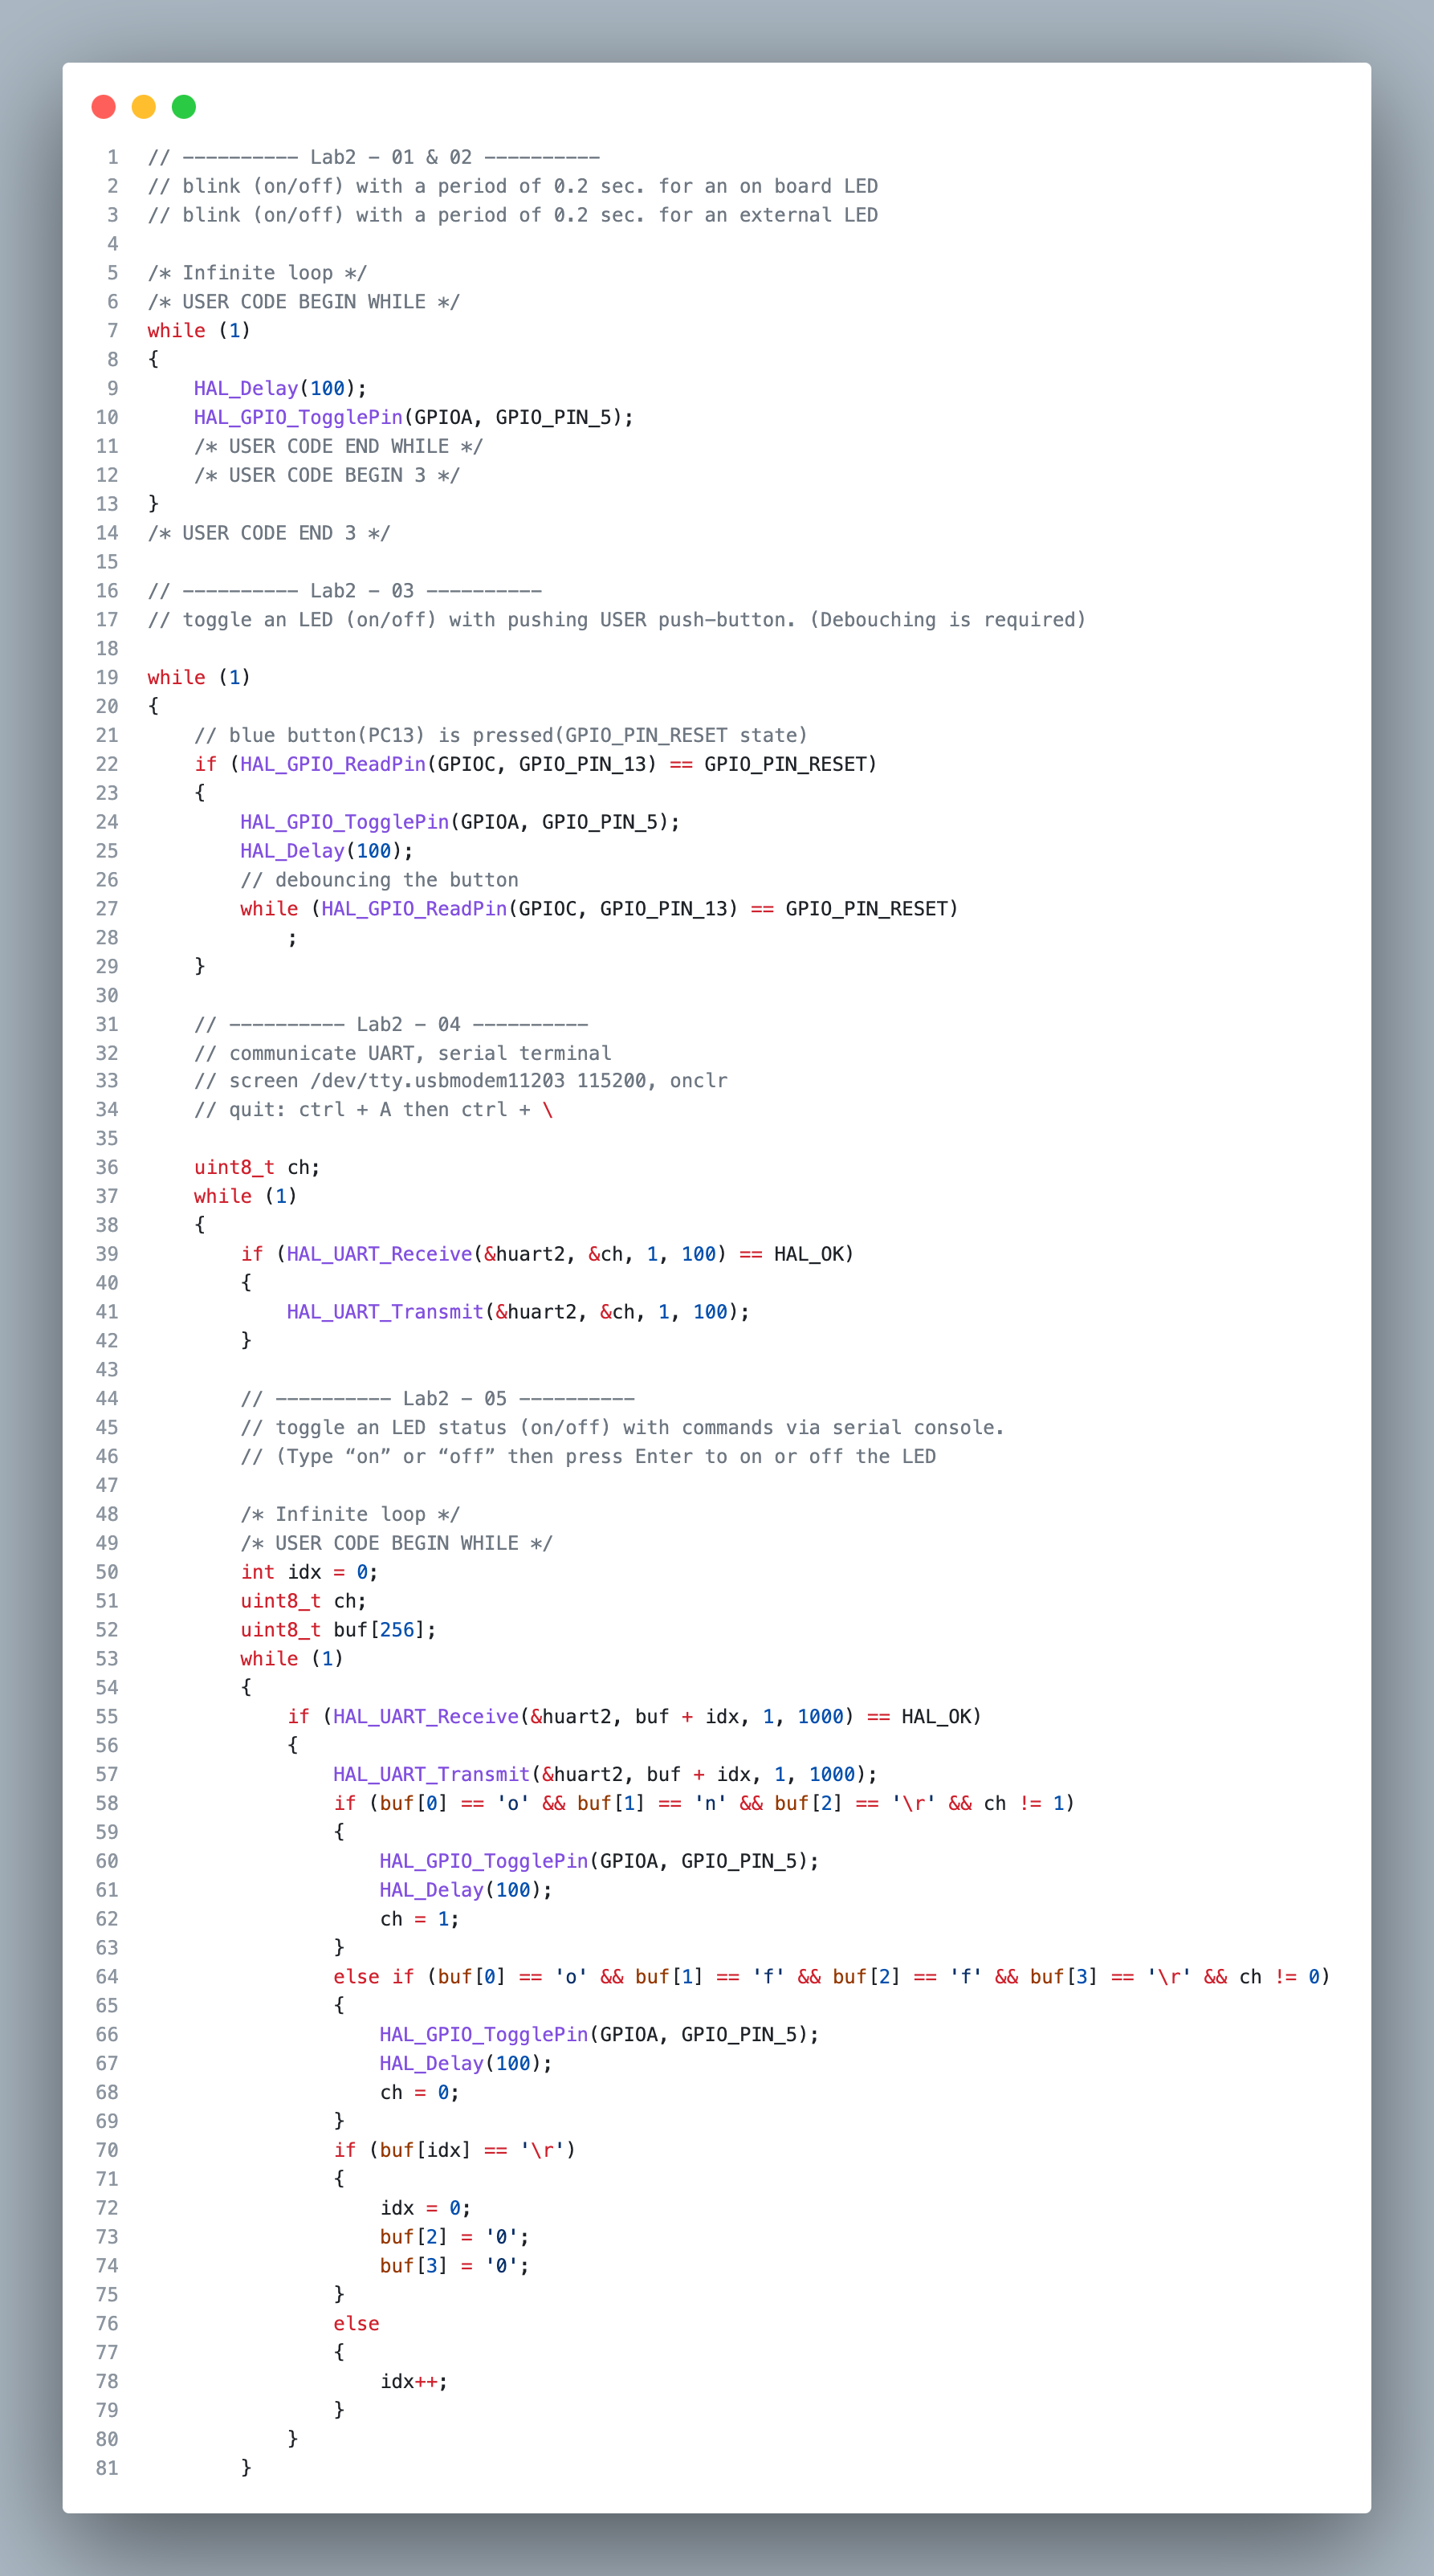 1 // ---------- Lab2 - 01 & 02 ----------
2 // blink (on/off) with a period of 0.2 sec. for an on board LED
3 // blink (on/off) with a period of 0.2 sec. for an external LED
4
5 /* Infinite loop */
6 /* USER CODE BEGIN WHILE */
7 while (1)
8 {
9     HAL_Delay(100);
10     HAL_GPIO_TogglePin(GPIOA, GPIO_PIN_5);
11     /* USER CODE END WHILE */
12     /* USER CODE BEGIN 3 */
13 }
14 /* USER CODE END 3 */
15
16 // ---------- Lab2 - 03 ----------
17 // toggle an LED (on/off) with pushing USER push-button. (Debouching is required)
18
19 while (1)
20 {
21     // blue button(PC13) is pressed(GPIO_PIN_RESET state)
22     if (HAL_GPIO_ReadPin(GPIOC, GPIO_PIN_13) == GPIO_PIN_RESET)
23     {
24         HAL_GPIO_TogglePin(GPIOA, GPIO_PIN_5);
25         HAL_Delay(100);
26         // debouncing the button
27         while (HAL_GPIO_ReadPin(GPIOC, GPIO_PIN_13) == GPIO_PIN_RESET)
28             ;
29     }
30
31     // ---------- Lab2 - 04 ----------
32     // communicate UART, serial terminal
33     // screen /dev/tty.usbmodem11203 115200, onclr
34     // quit: ctrl + A then ctrl + \
35
36     uint8_t ch;
37     while (1)
38     {
39         if (HAL_UART_Receive(&huart2, &ch, 1, 100) == HAL_OK)
40         {
41             HAL_UART_Transmit(&huart2, &ch, 1, 100);
42         }
43
44         // ---------- Lab2 - 05 ----------
45         // toggle an LED status (on/off) with commands via serial console.
46         // (Type “on” or “off” then press Enter to on or off the LED
47
48         /* Infinite loop */
49         /* USER CODE BEGIN WHILE */
50         int idx = 0;
51         uint8_t ch;
52         uint8_t buf[256];
53         while (1)
54         {
55             if (HAL_UART_Receive(&huart2, buf + idx, 1, 1000) == HAL_OK)
56             {
57                 HAL_UART_Transmit(&huart2, buf + idx, 1, 1000);
58                 if (buf[0] == 'o' && buf[1] == 'n' && buf[2] == '\r' && ch != 1)
59                 {
60                     HAL_GPIO_TogglePin(GPIOA, GPIO_PIN_5);
61                     HAL_Delay(100);
62                     ch = 1;
63                 }
64                 else if (buf[0] == 'o' && buf[1] == 'f' && buf[2] == 'f' && buf[3] == '\r' && ch != 0)
65                 {
66                     HAL_GPIO_TogglePin(GPIOA, GPIO_PIN_5);
67                     HAL_Delay(100);
68                     ch = 0;
69                 }
70                 if (buf[idx] == '\r')
71                 {
72                     idx = 0;
73                     buf[2] = '0';
74                     buf[3] = '0';
75                 }
76                 else
77                 {
78                     idx++;
79                 }
80             }
81         }